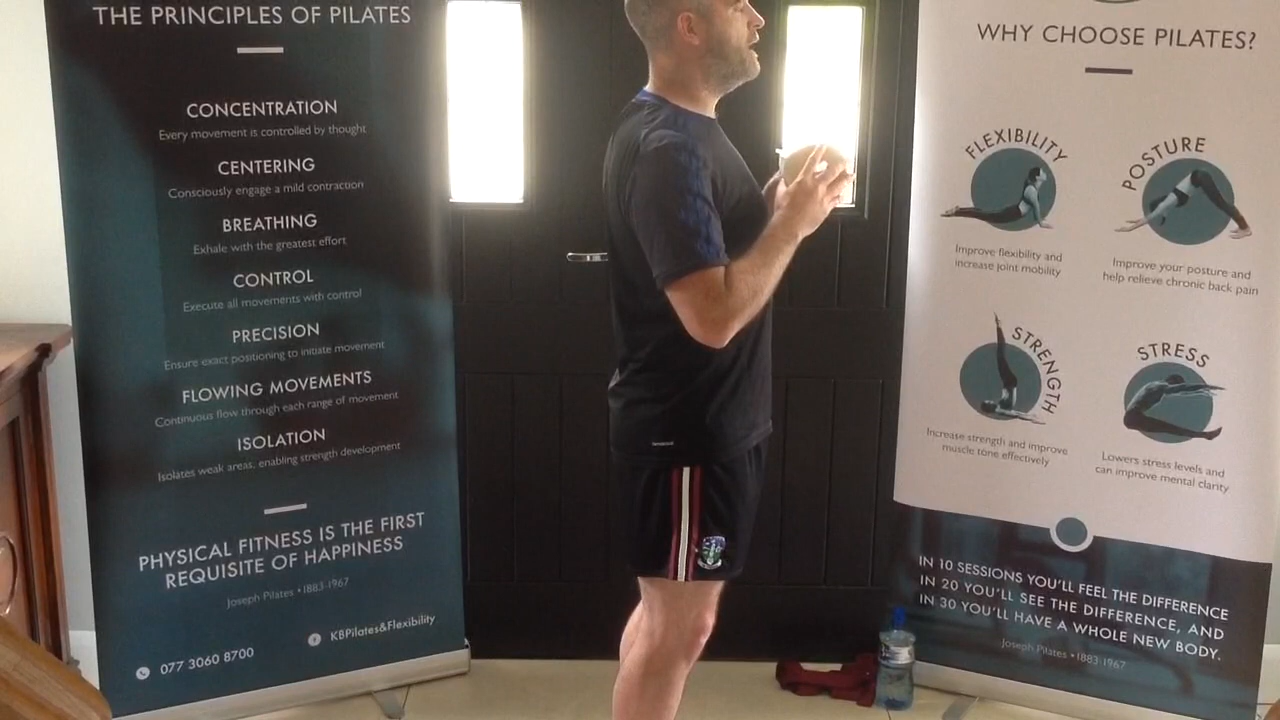 THE PRINCIPLES OF PILATES
CONCENTRATION
Every movement is controlled by thought
CENTERING
Consciously engage a mild contraction
BREATHING
Exhale with the greatest effort
CONTROL
Execute all movements with control
PRECISION
Ensure exact positioning to initiate movement
FLOWING MOVEMENTS
Continuous flow through each range of movement
ISOLATION
Isolates weak areas, enabling strength development
PHYSICAL FITNESS IS THE FIRST
REQUISITE OF HAPPINESS
Joseph Pilates • 1883-1967
KBPilates&Flexibility
077 3060 8700
WHY CHOOSE PILATES?
FLEXIBILITY
Improve flexibility and
increase joint mobility
POSTURE
Improve your posture and
help relieve chronic back pain
STRENGTH
Increase strength and improve
muscle tone effectively
STRESS
Lowers stress levels and
can improve mental clarity
IN 10 SESSIONS YOU'LL FEEL THE DIFFERENCE
IN 20 YOU'LL SEE THE DIFFERENCE, AND
IN 30 YOU'LL HAVE A WHOLE NEW BODY.
Joseph Pilates • 1883-1967